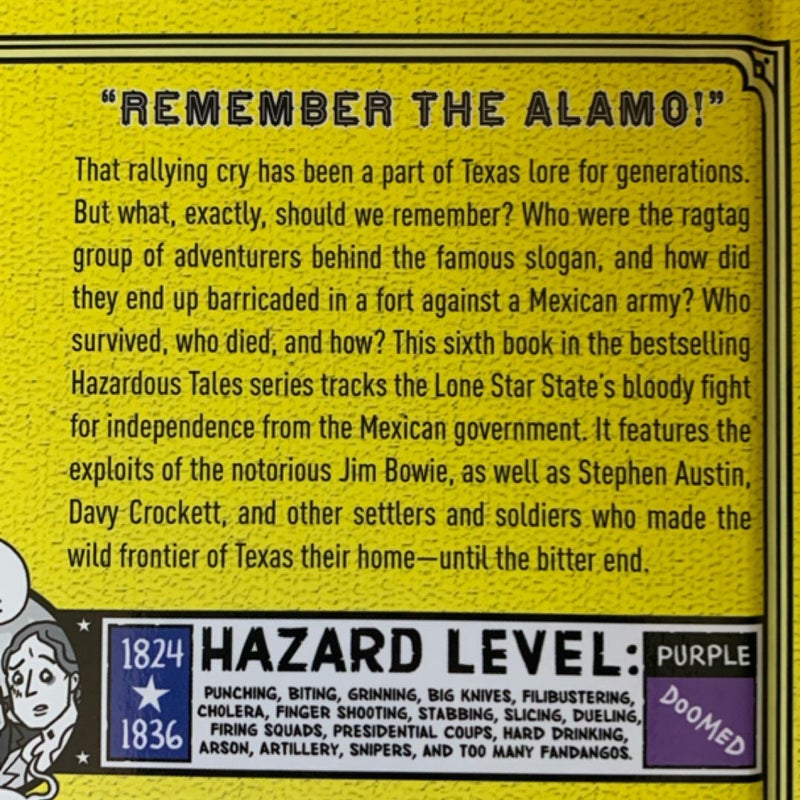 “REMEMBER THE ALAMO!”
That rallying cry has been a part of Texas lore for generations.
But what, exactly, should we remember? Who were the ragtag
group of adventurers behind the famous slogan, and how did
they end up barricaded in a fort against a Mexican army? Who
survived, who died, and how? This sixth book in the bestselling
Hazardous Tales series tracks the Lone Star State's bloody fight
for independence from the Mexican government. It features the
exploits of the notorious Jim Bowie, as well as Stephen Austin,
Davy Crockett, and other settlers and soldiers who made the
wild frontier of Texas their home—until the bitter end.
1824
1836
HAZARD LEVEL:
PUNCHING, BITING, GRINNING, BIG KNIVES, FILIBUSTERING,
CHOLERA, FINGER SHOOTING, STABBING, SLICING, DUELING,
FIRING SQUADS, PRESIDENTIAL COUPS, HARD DRINKING,
ARSON, ARTILLERY, SNIPERS, AND TOO MANY FANDANGOS.
PURPLE
DOOMED